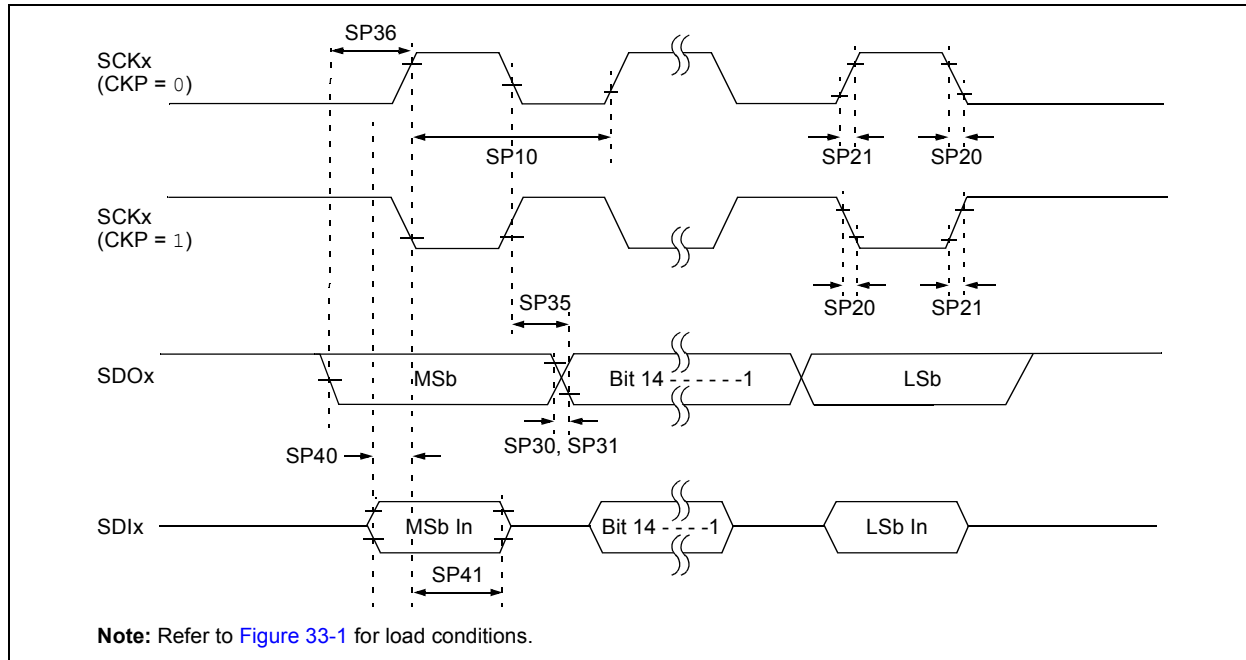 SP36
SCKx
(CKP = 0)
SP10
SP21
SP20
SCKx
(CKP = 1)
SP35
SP20
SP21
SDOx
MSb
Bit 14 - - - - - -1
LSb
SP30, SP31
SP40
SDIx
MSb In
Bit 14 - - - -1
LSb In
SP41
Note: Refer to Figure 33-1 for load conditions.